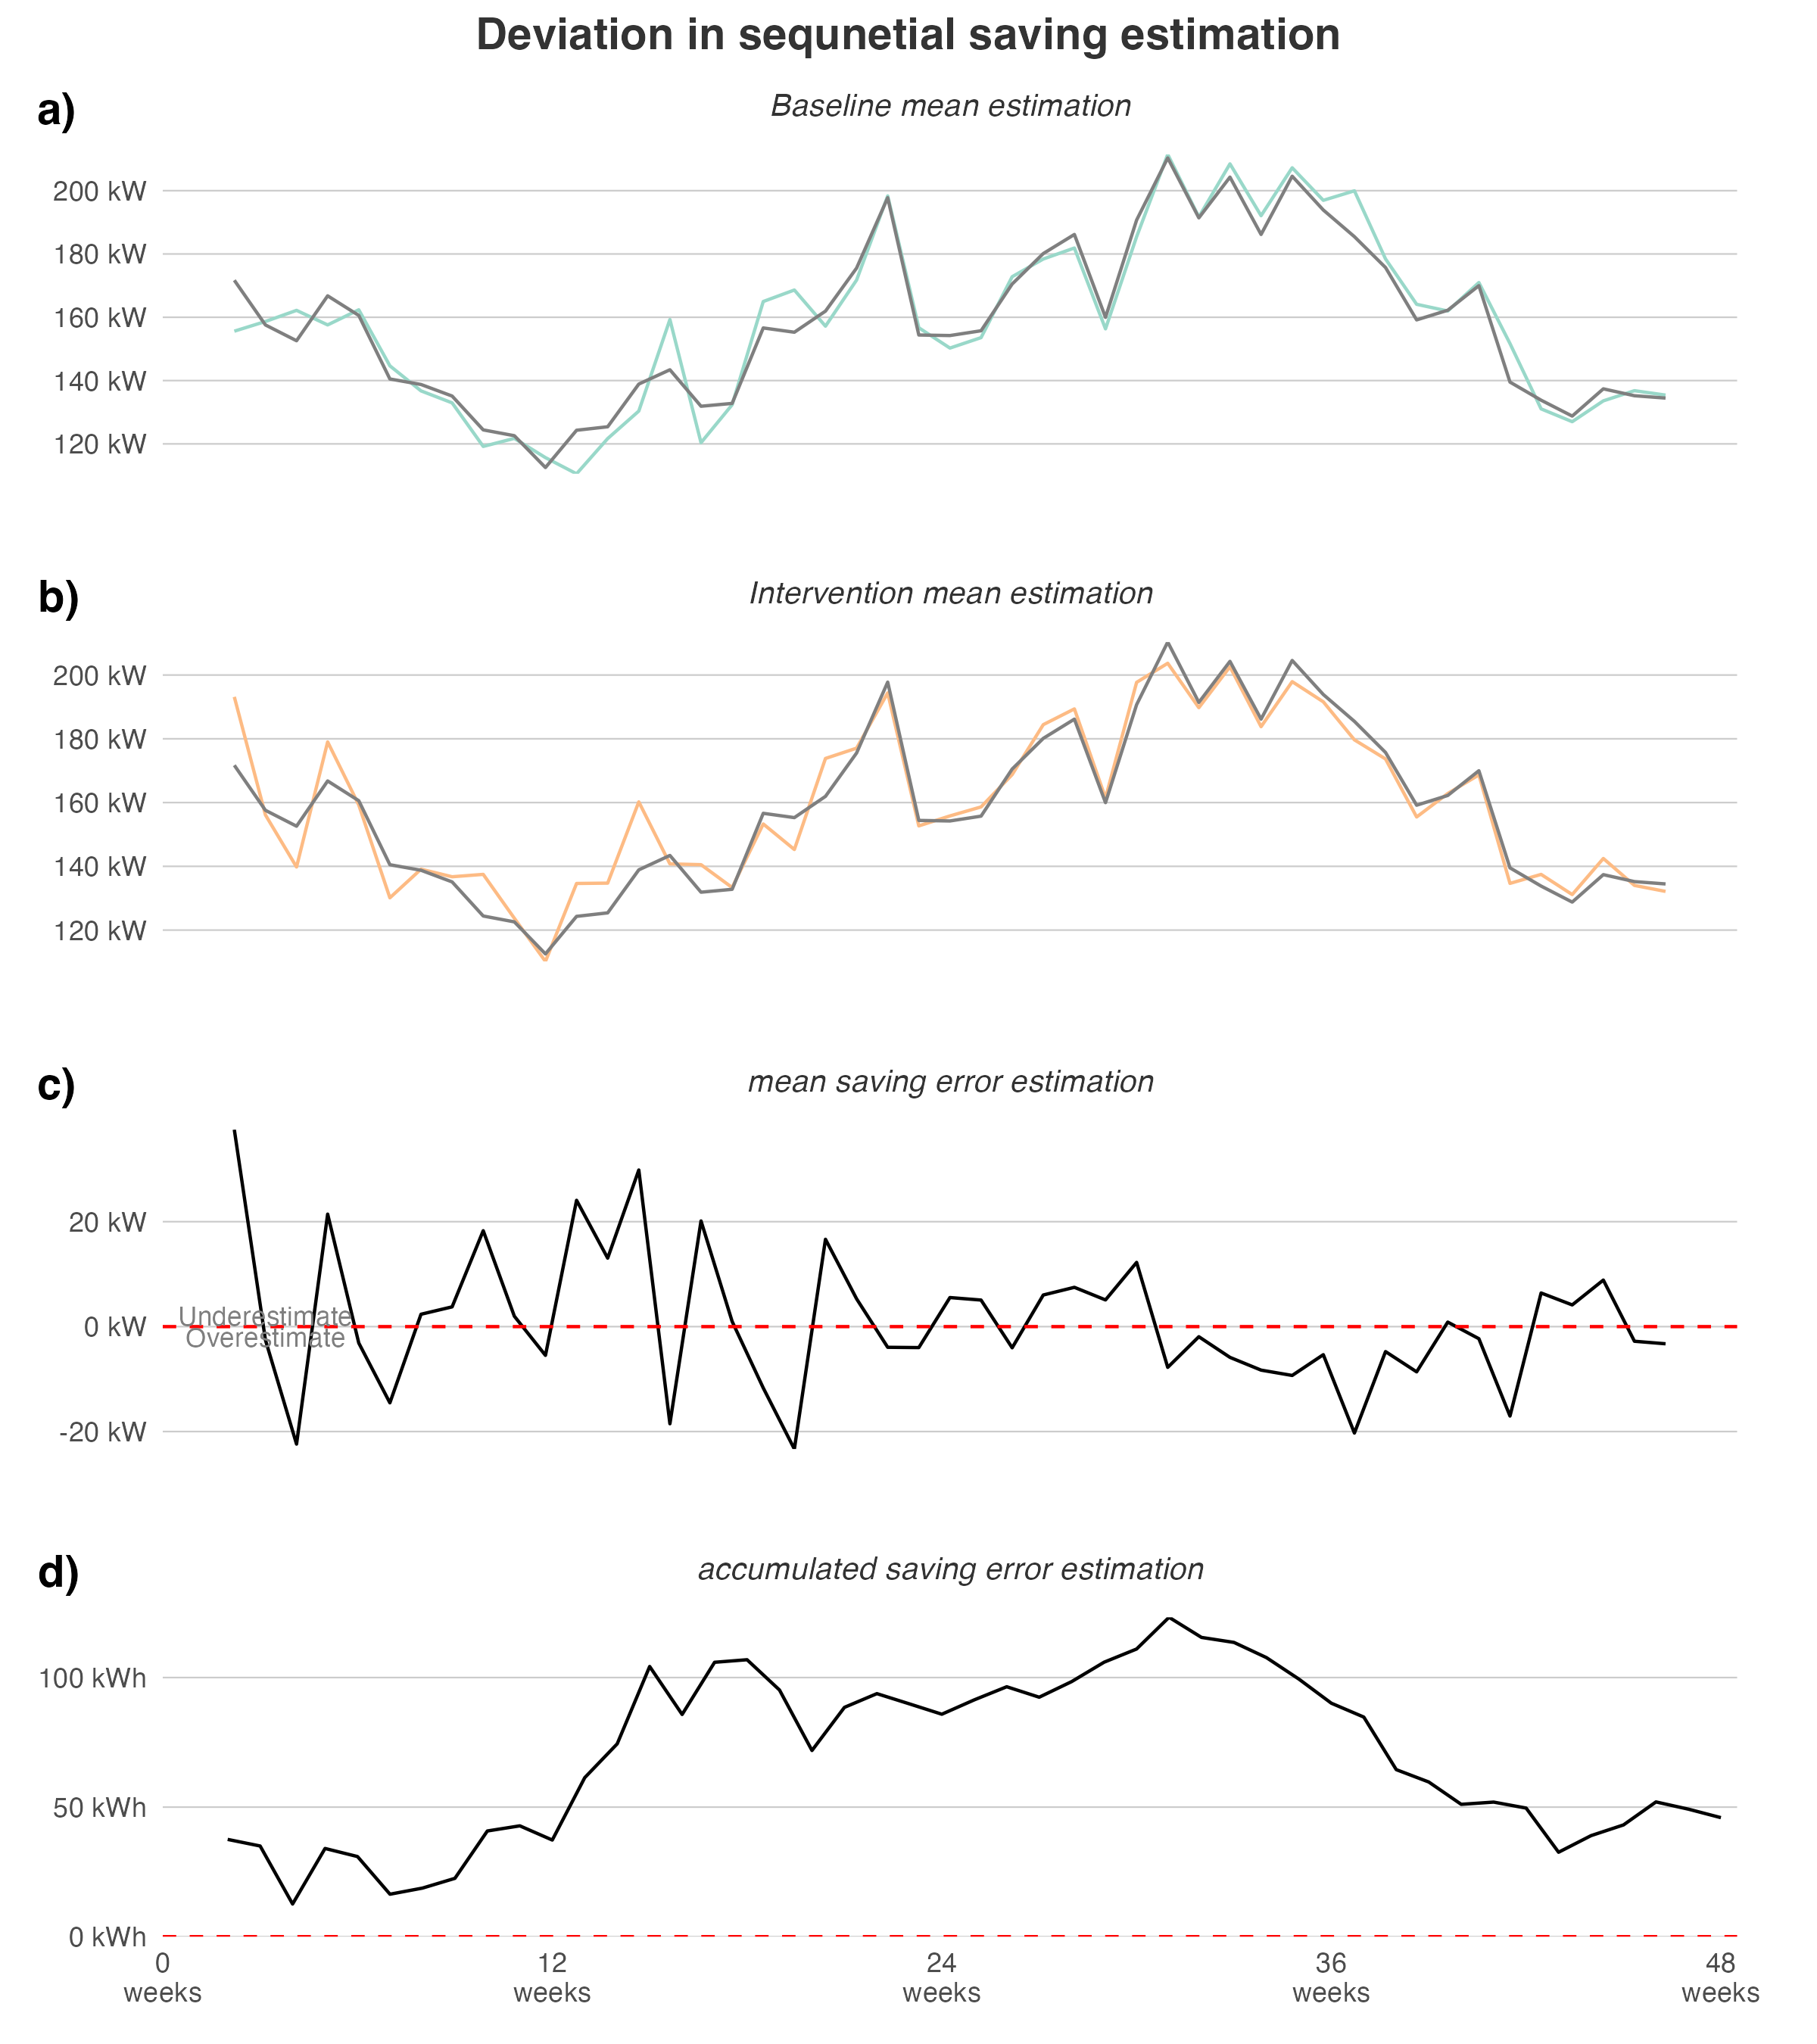 Deviation in sequnetial saving estimation
a)
Baseline mean estimation
200 kW
180 kW
160 kW
140 kW
120 kW
b)
Intervention mean estimation
200 kW
180 kW
160 kW
140 kW
120 kW
c)
mean saving error estimation
20 kW
Underestimate
0 kW
Overestimate
-20 kW
d)
accumulated saving error estimation
100 kWh
50 kWh
0 kWh
0 12 24 36 48
weeks weeks weeks weeks weeks